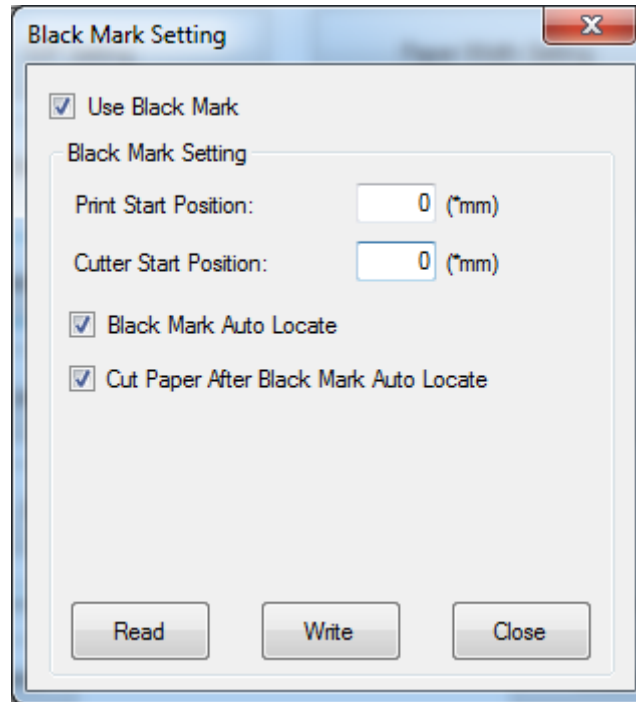 Black Mark Setting
Use Black Mark
Black Mark Setting
Print Start Position: 0 (*mm)
Cutter Start Position: 0 (*mm)
Black Mark Auto Locate
Cut Paper After Black Mark Auto Locate
Read Write Close